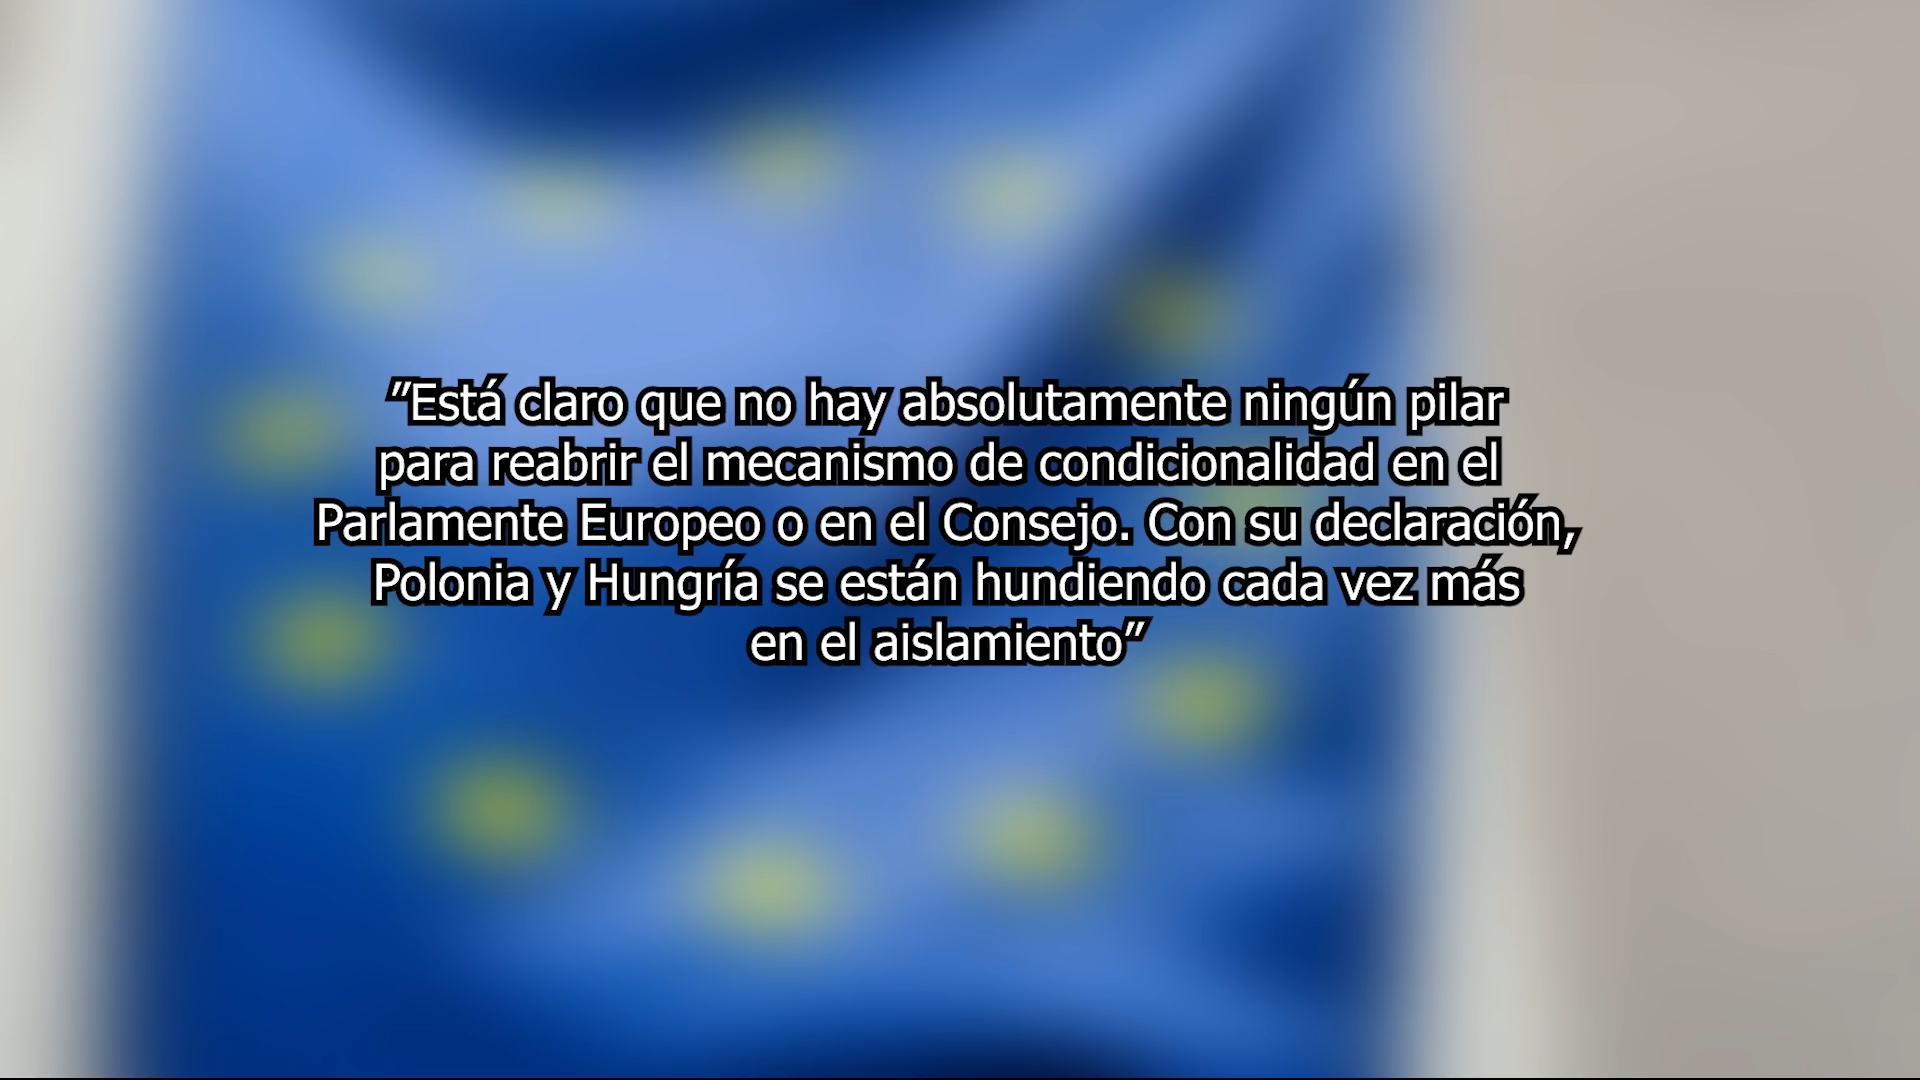 ”Está claro que no hay absolutamente ningún pilar
para reabrir el mecanismo de condicionalidad en el
Parlamente Europeo o en el Consejo. Con su declaración,
Polonia y Hungría se están hundiendo cada vez más
en el aislamiento”